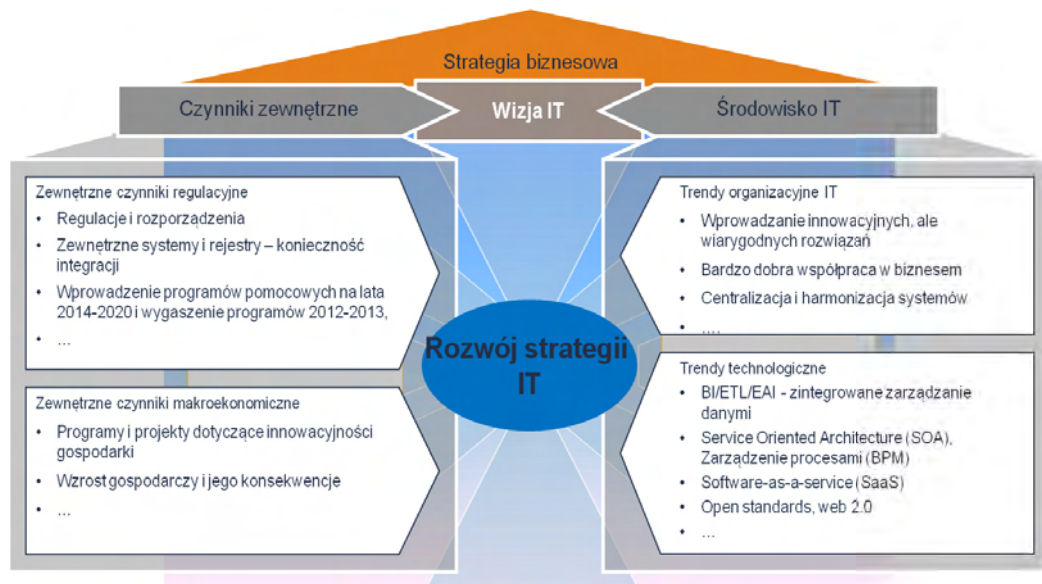 Strategia biznesowa
Czynniki zewnętrzne
Wizja IT
Środowisko IT
Zewnętrzne czynniki regulacyjne
• Regulacje i rozporządzenia
• Zewnętrzne systemy i rejestry – konieczność
integracji
• Wprowadzenie programów pomocowych na lata
2014-2020 i wygaszenie programów 2012-2013,
• ...
Zewnętrzne czynniki makroekonomiczne
• Programy i projekty dotyczące innowacyjności
gospodarki
• Wzrost gospodarczy i jego konsekwencje
• ...
Rozwój strategii
IT
Trendy organizacyjne IT
• Wprowadzanie innowacyjnych, ale
wiarygodnych rozwiązań
• Bardzo dobra współpraca w biznesem
• Centralizacja i harmonizacja systemów
• ....
Trendy technologiczne
• BI/ETL/EAI - zintegrowane zarządzanie
danymi
• Service Oriented Architecture (SOA),
Zarządzenie procesami (BPM)
• Software-as-a-service (SaaS)
• Open standards, web 2.0
• ...